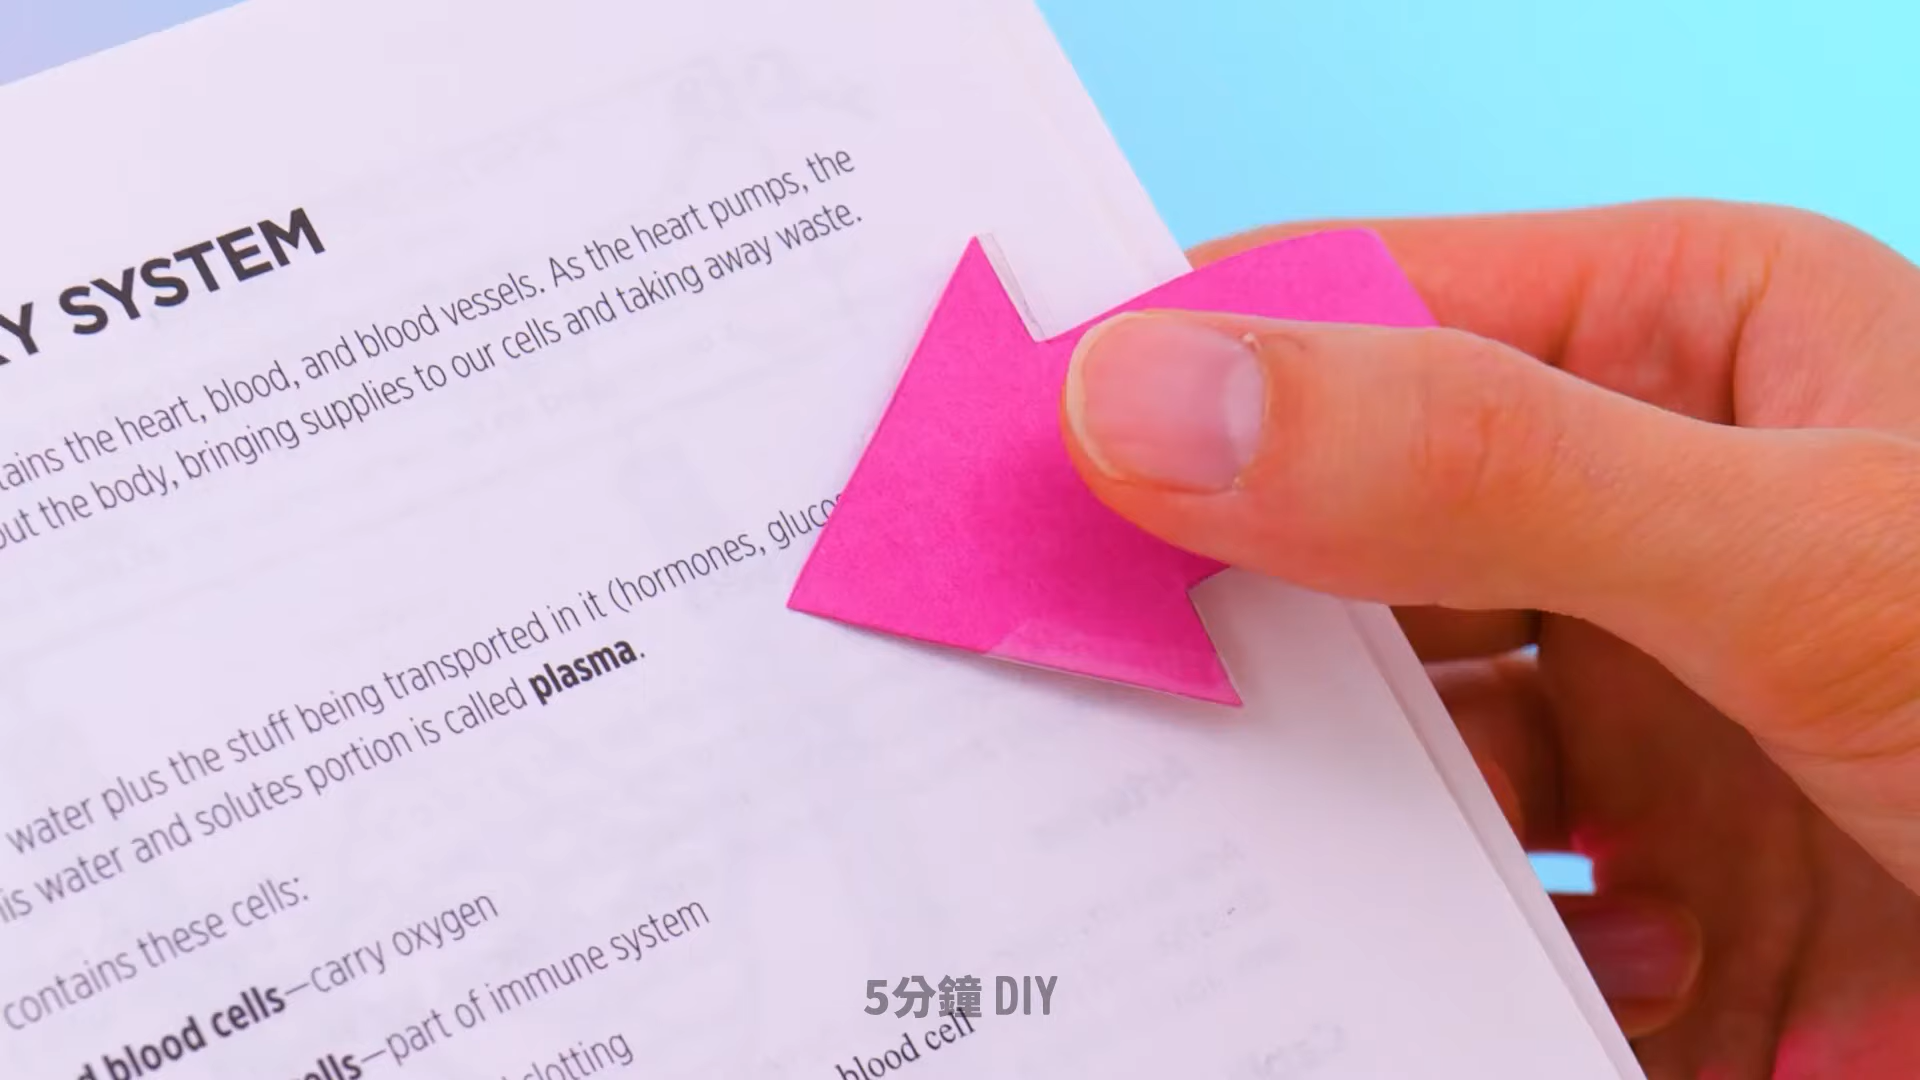 Y SYSTEM
tains the heart, blood, and blood vessels. As the heart pumps, the
out the body, bringing supplies to our cells and taking away waste.
water plus the stuff being transported in it (hormones, gluco
is water and solutes portion is called plasma.
contains these cells:
d blood cells—carry oxygen
ells—part of immune system
clotting
blood cell
5分鐘 DIY